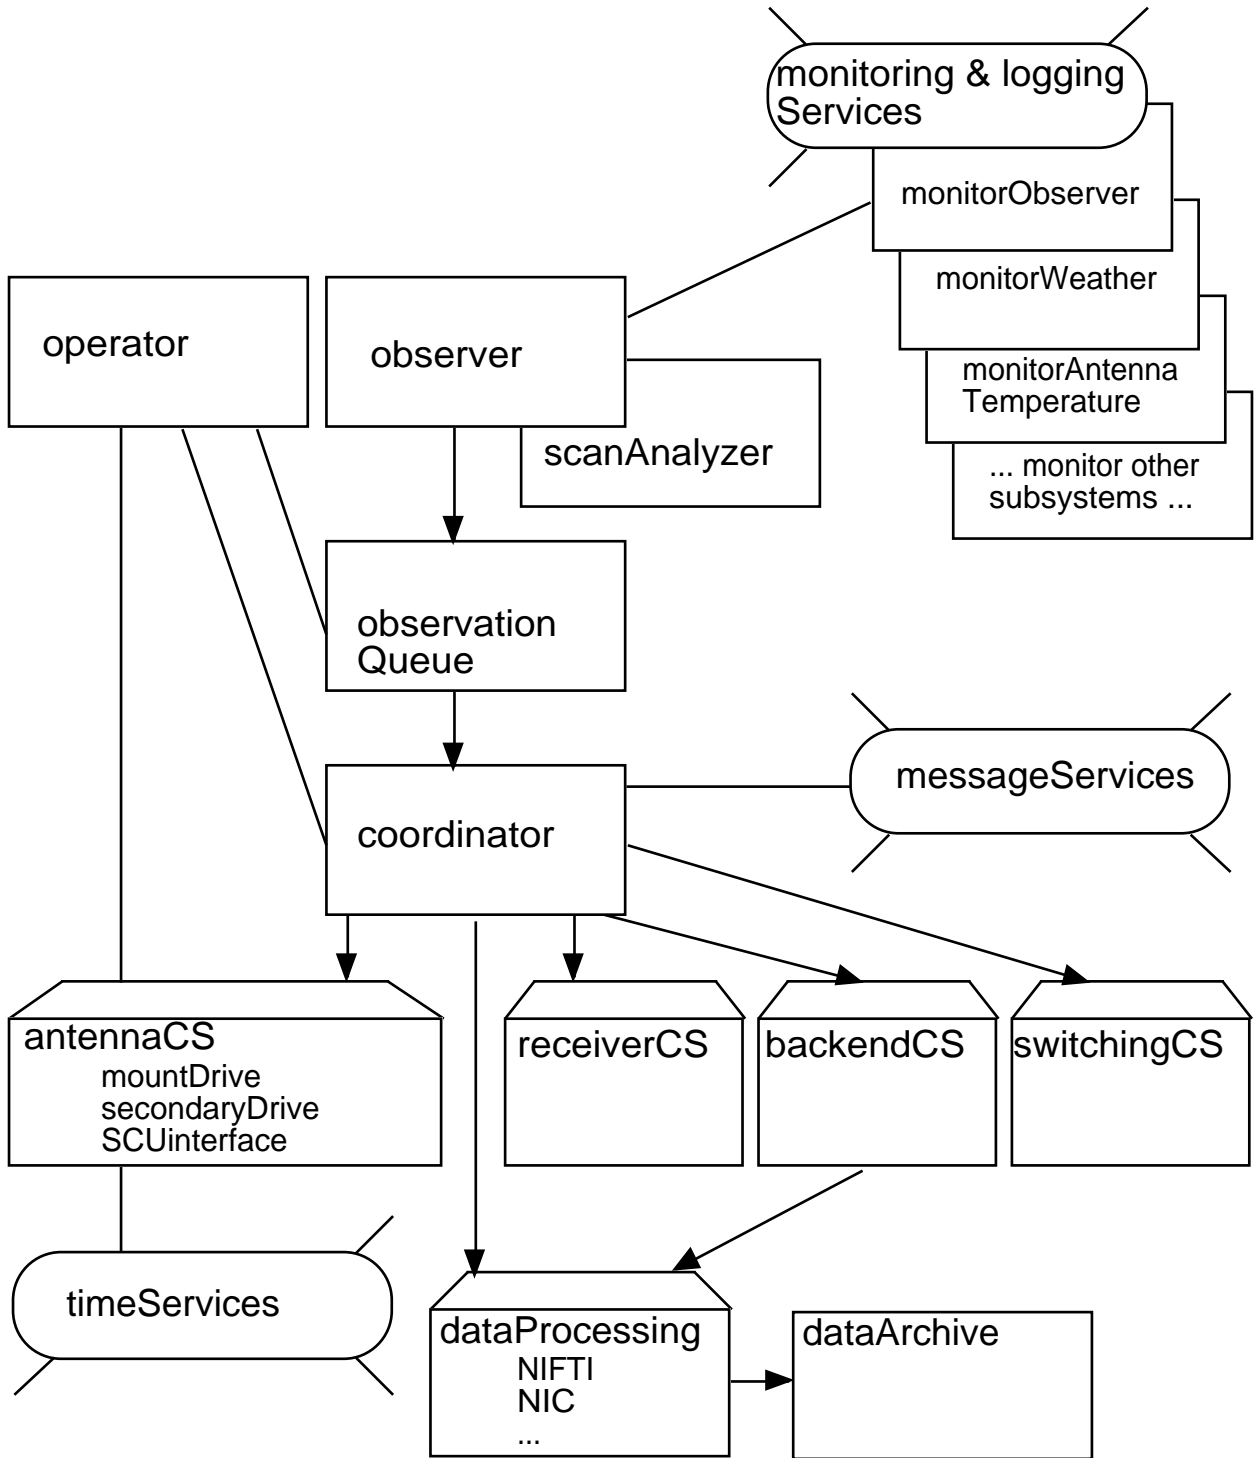 monitoring & logging
Services
monitorObserver
monitorWeather
monitorAntenna
Temperature
... monitor other
subsystems ...
operator
observer
scanAnalyzer
observation
Queue
messageServices
coordinator
antennaCS
mountDrive
secondaryDrive
SCUinterface
receiverCS
backendCS
switchingCS
timeServices
dataProcessing
NIFTI
NIC
...
dataArchive